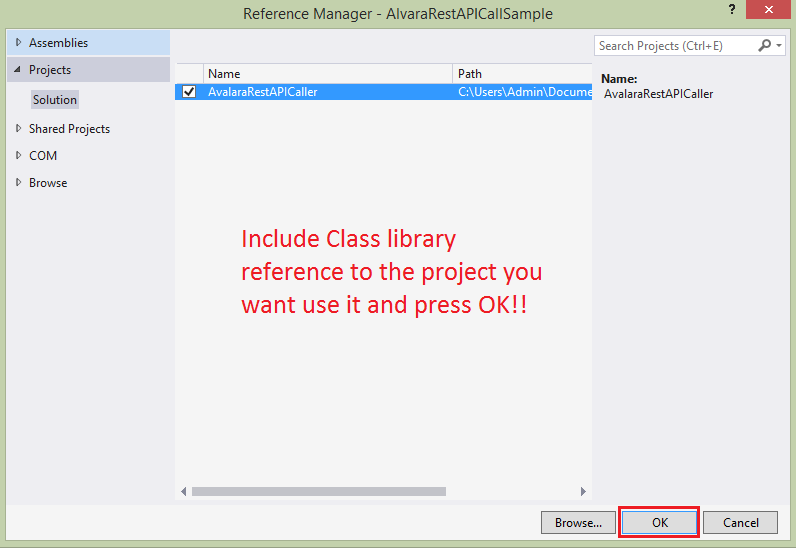 Reference Manager - AlvaraRestAPICallSample
?
Assemblies
Projects
Solution
Shared Projects
COM
Browse
Name
Path
AvalaraRestAPICaller
C:\Users\Admin\Docume
Include Class library
reference to the project you
want use it and press OK!!
Search Projects (Ctrl+E)
Name:
AvalaraRestAPICaller
Browse...
OK
Cancel